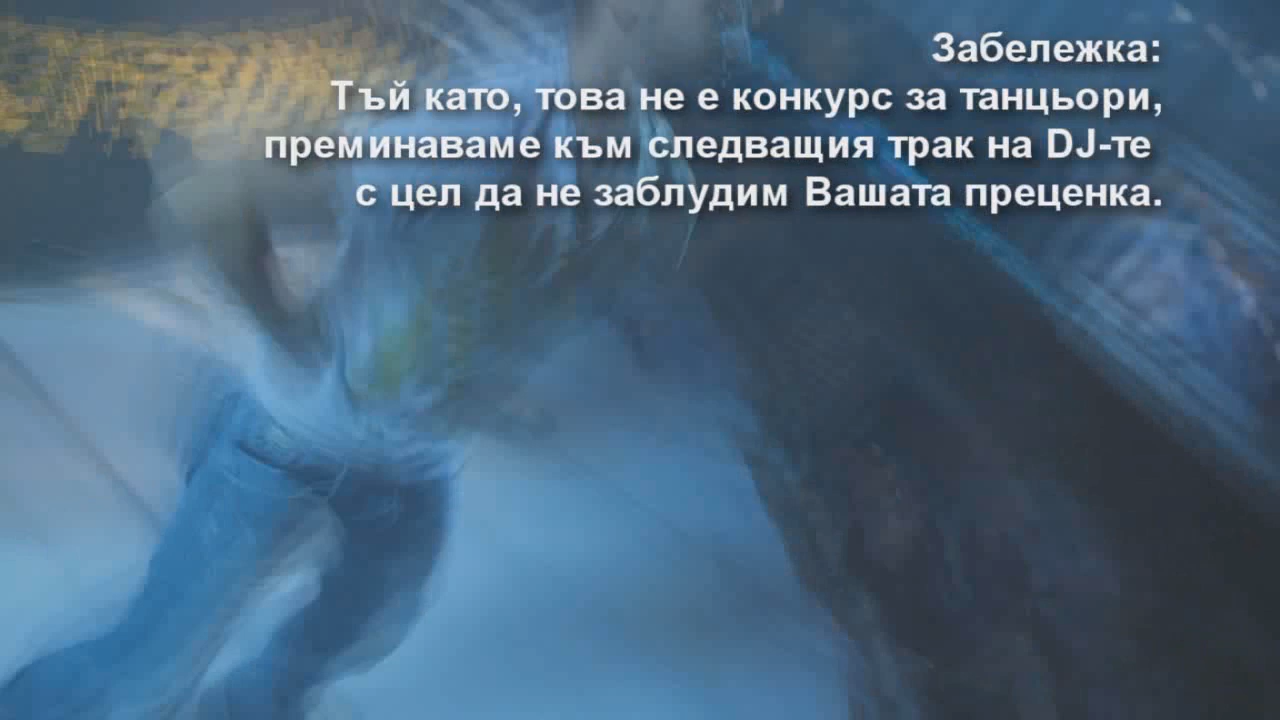 Забележка:
Тъй като, това не е конкурс за танцьори,
преминаваме към следващия трак на DJ-те
с цел да не заблудим Вашата преценка.